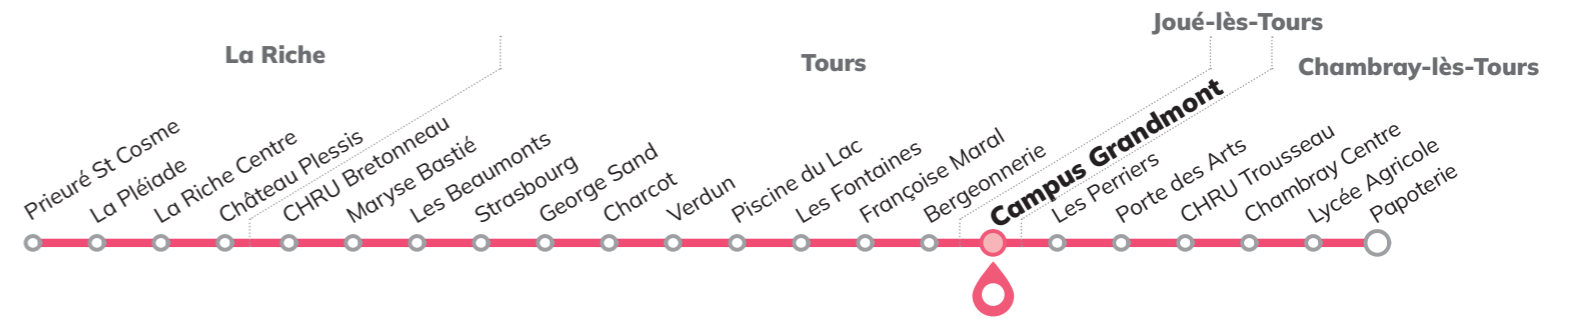 La Riche
Tours
Joué-lès-Tours
Chambray-lès-Tours
Prieuré St Cosme
La Pléiade
La Riche Centre
Château Plessis
CHRU Bretonneau
Maryse Bastié
Les Beaumonts
Strasbourg
George Sand
Charcot
Verdun
Piscine du Lac
Les Fontaines
Françoise Maral
Bergeonnerie
Campus Grandmont
Les Perriers
Porte des Arts
CHRU Trousseau
Chambray Centre
Lycée Agricole
Papoterie